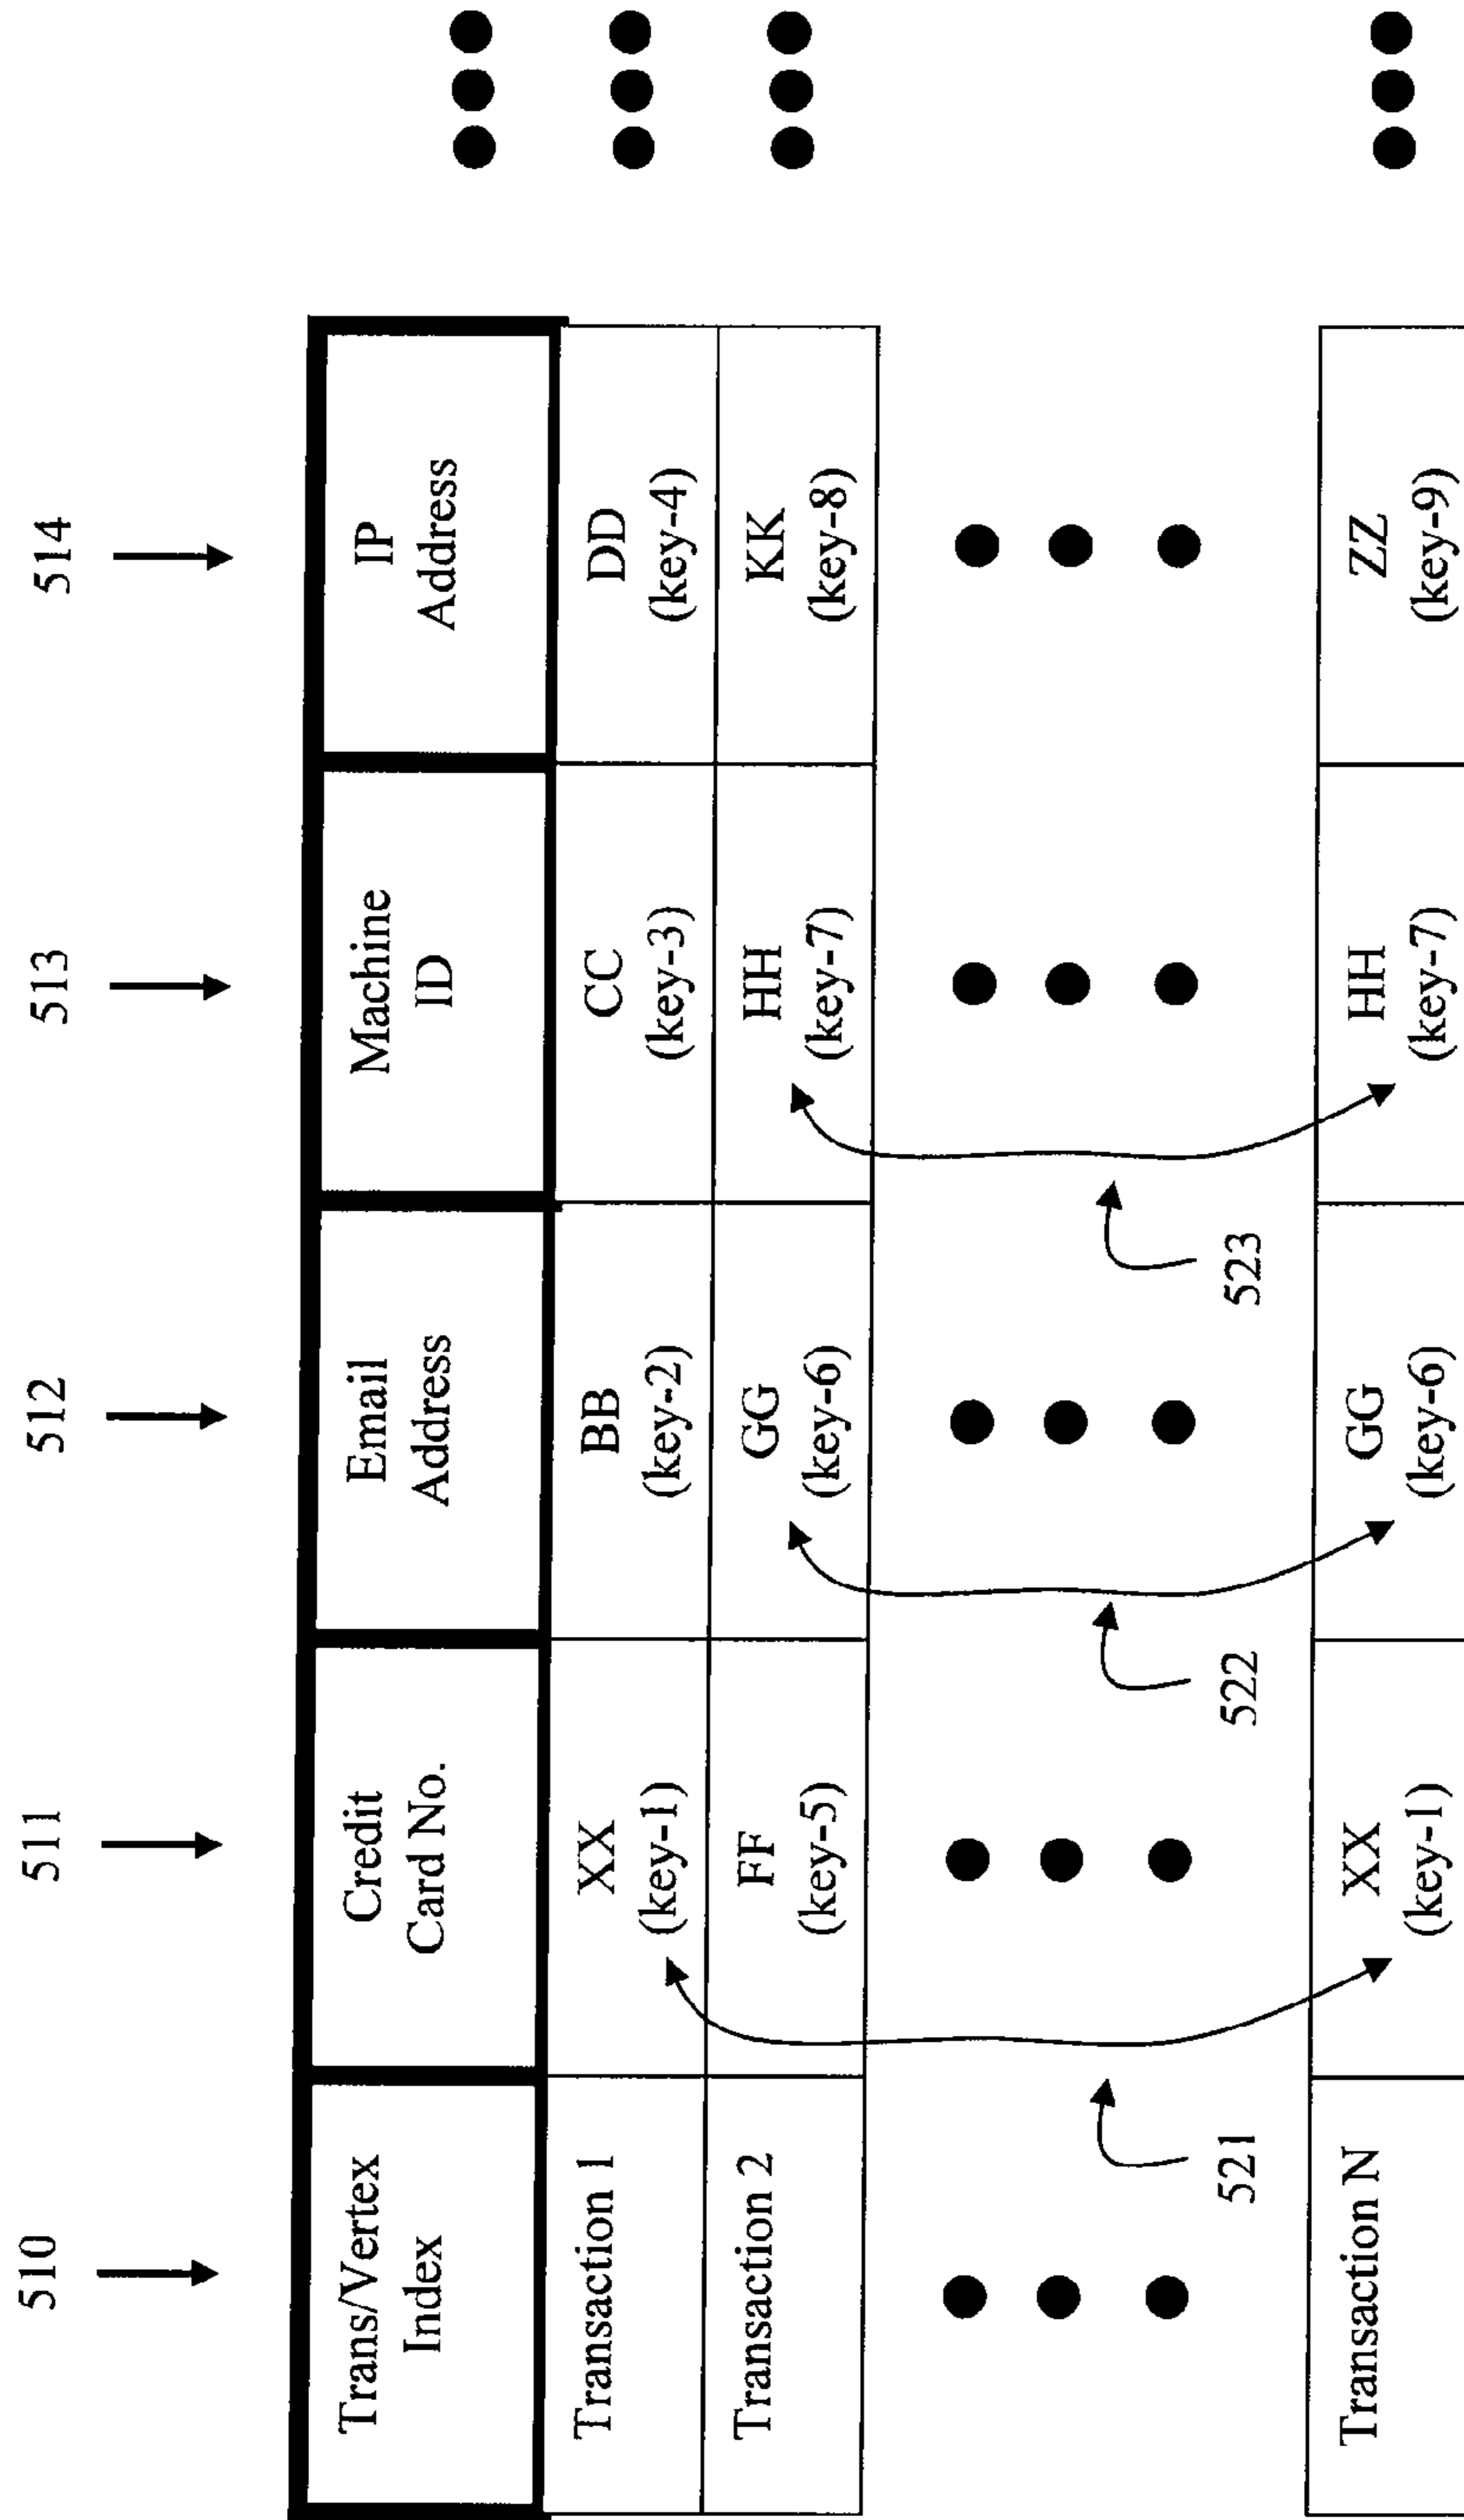 510
511
512
513
514
Trans/Vertex
Index
Credit
Card No.
Email
Address
Machine
ID
IP
Address
Transaction 1
XX
(key-1)
BB
(key-2)
CC
(key-3)
DD
(key-4)
Transaction 2
FF
(key-5)
GG
(key-6)
HH
(key-7)
KK
(key-8)
521
522
523
Transaction N
XX
(key-1)
GG
(key-6)
HH
(key-7)
ZZ
(key-9)